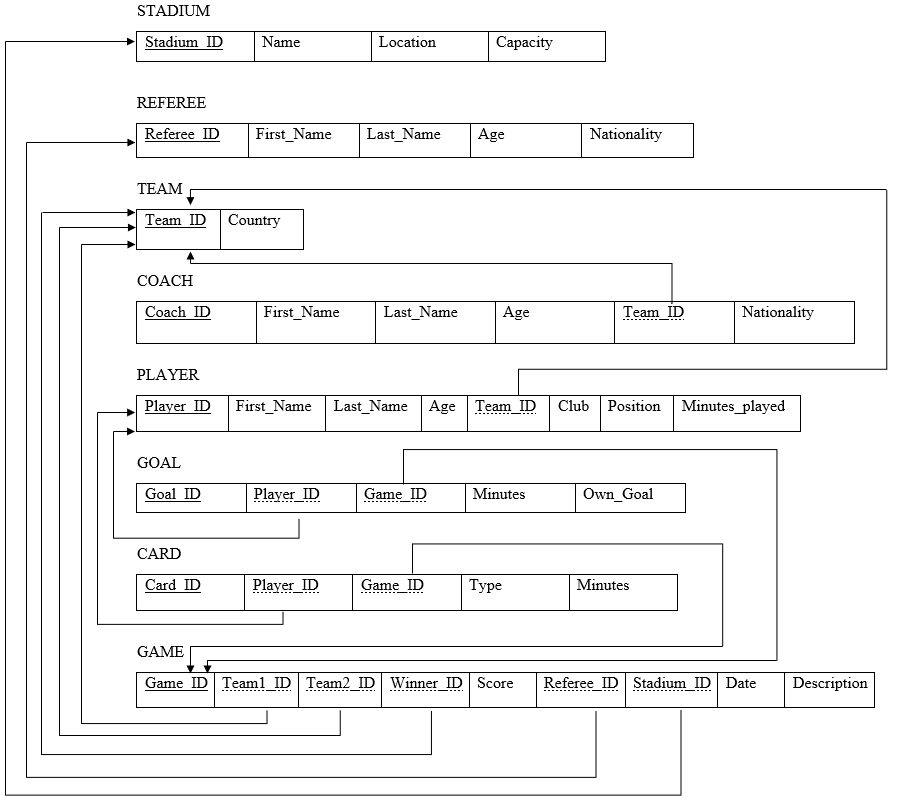 STADIUM
Stadium_ID Name Location Capacity
REFEREE
Referee_ID First_Name Last_Name Age Nationality
TEAM
Team_ID Country
COACH
Coach_ID First_Name Last_Name Age Team_ID Nationality
PLAYER
Player_ID First_Name Last_Name Age Team_ID Club Position Minutes_played
GOAL
Goal_ID Player_ID Game_ID Minutes Own_Goal
CARD
Card_ID Player_ID Game_ID Type Minutes
GAME
Game_ID Team1_ID Team2_ID Winner_ID Score Referee_ID Stadium_ID Date Description